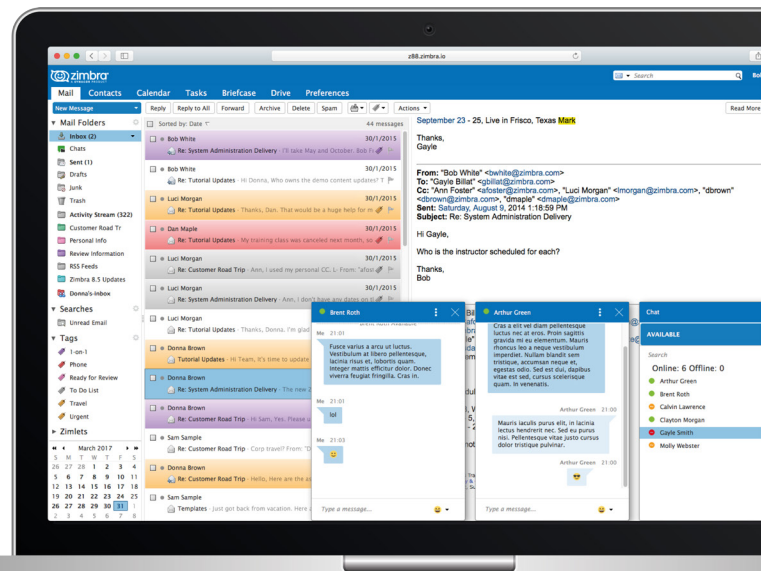 z88.zimbra.io
zimbra
A SYNACOR PRODUCT
Search
Mail Contacts Calendar Tasks Briefcase Drive Preferences
New Message Reply Reply to All Forward Archive Delete Spam Actions Read More
Mail Folders
Inbox (2)
Chats
Sent (1)
Drafts
Junk
Trash
Activity Stream (322)
Customer Road Tr
Personal Info
Review Information
RSS Feeds
Zimbra 8.5 Updates
Donna's-Inbox
Searches
Unread Email
Tags
1-on-1
Phone
Ready for Review
To Do List
Travel
Urgent
Zimlets
March 2017
S M T W T F S
26 27 28 1 2 3 4
5 6 7 8 9 10 11
12 13 14 15 16 17 18
19 20 21 22 23 24 25
26 27 28 29 30 31 1
2 3 4 5 6 7 8
Sorted by: Date 44 messages
Bob White 30/1/2015
Re: System Administration Delivery - I'll take May and October. Bob
Bob White 30/1/2015
Re: Tutorial Updates - Hi Donna, Who owns the demo content updates? T
Luci Morgan 30/1/2015
Re: Tutorial Updates - Thanks, Dan. That would be a huge help for m
Dan Maple 30/1/2015
Re: Tutorial Updates - My training class was cancled next month, so
Luci Morgan 30/1/2015
Re: Customer Road Trip - Ann, I used my personal CC. L- From: "afos
Luci Morgan 30/1/2015
Re: System Administration Delivery - Ann, I don't have any dates on
Luci Morgan
Re: Tutorial Updates - Thanks, Donna. I'm glad
Donna Brown
Tutorial Updates - Hi Team, It's time to update
Donna Brown
Re: System Administration Delivery - The new 2
Donna Brown
Re: Customer Road Trip - Hi Sam, Yes. Please
Sam Sample
Re: Customer Road Trip - Corp travel? From: "D
Donna Brown
Re: Customer Road Trip - Hello, Here are the
Sam Sample
Templates - Just got back from vacation. Here
September 23 - 25, Live in Frisco, Texas Mark
Thanks,
Gayle
From: "Bob White" <bwhite@zimbra.com>
To: "Gayle Billat" <gbillat@zimbra.com>
Cc: "Ann Foster" <afoster@zimbra.com>, "Luci Morgan" <lmorgan@zimbra.com>, "dbrown"
<dbrown@zimbra.com>, "dmaple" <dmaple@zimbra.com>
Sent: Saturday, August 9, 2014 1:18:59 PM
Subject: Re: System Administration Delivery
Hi Gayle,
Who is the instructor scheduled for each?
Thanks,
Bob
Brent Roth
Me 21:01
Fusce varius a arcu ut luctus.
Vestibulum at libero pellentesque,
lacinia risus et, lobortis quam.
Integer mattis efficitur dolor. Donec
viverra feugiat fringilla. Cras in.
Me 21:01
lol
Me 21:03
Type a message...
Arthur Green
Cras a elit vel diam pellentesque
luctus nec at eros. Proin sagittis
gravida mi eu elementum. Mauris
rhoncus leo a neque vestibulum
imperdiet. Nullam blandit sem
tristique, accumsan neque et,
egestas odio. Sed est dui, dapibus
vitae est sed, cursus scelerisque
quam. In venenatis.
Arthur Green 21:00
Mauris iaculis purus elit, in lacinia
lectus hendrerit nec. Sed eu purus
nisi. Pellentesque vitae justo cursus
dolor tristique pulvinar.
Arthur Green 21:00
Type a message...
Chat
AVAILABLE
Search
Online: 6 Offline: 0
Arthur Green
Brent Roth
Calvin Lawrence
Clayton Morgan
Gayle Smith
Molly Webster